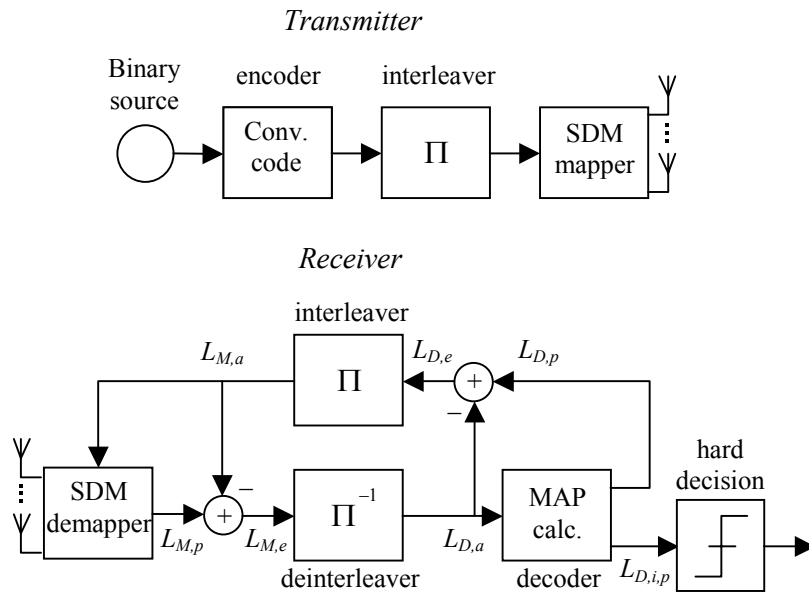 Transmitter
Binary
source
encoder
interleaver
Conv.
code
Π
SDM
mapper
Receiver
interleaver
L_{M,a}
Π
L_{D,e}
+
−
L_{D,p}
SDM
demapper
L_{M,p}
+
−
L_{M,e}
Π^{−1}
deinterleaver
L_{D,a}
MAP
calc.
decoder
L_{D,i,p}
hard
decision